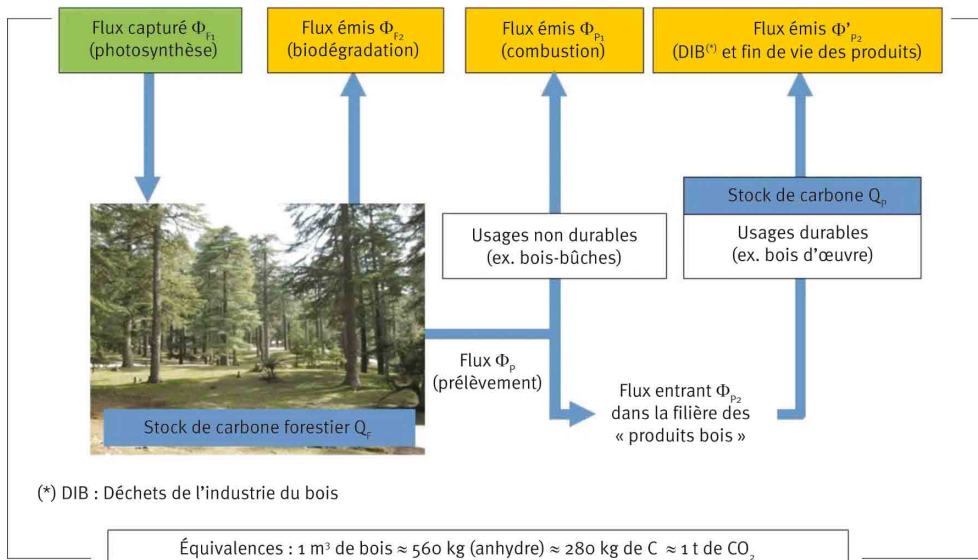 Flux capturé Φ_F1
(photosynthèse)
Flux émis Φ_F2
(biodégradation)
Flux émis Φ_P1
(combustion)
Flux émis Φ'_P2
(DIB(*) et fin de vie des produits)
Stock de carbone Q_P
Usages non durables
(ex. bois-bûches)
Usages durables
(ex. bois d'œuvre)
Flux Φ_P
(prélèvement)
Flux entrant Φ_P2
dans la filière des
« produits bois »
Stock de carbone forestier Q_F
(*) DIB : Déchets de l'industrie du bois
Équivalences : 1 m³ de bois ≈ 560 kg (anhydre) ≈ 280 kg de C ≈ 1 t de CO₂